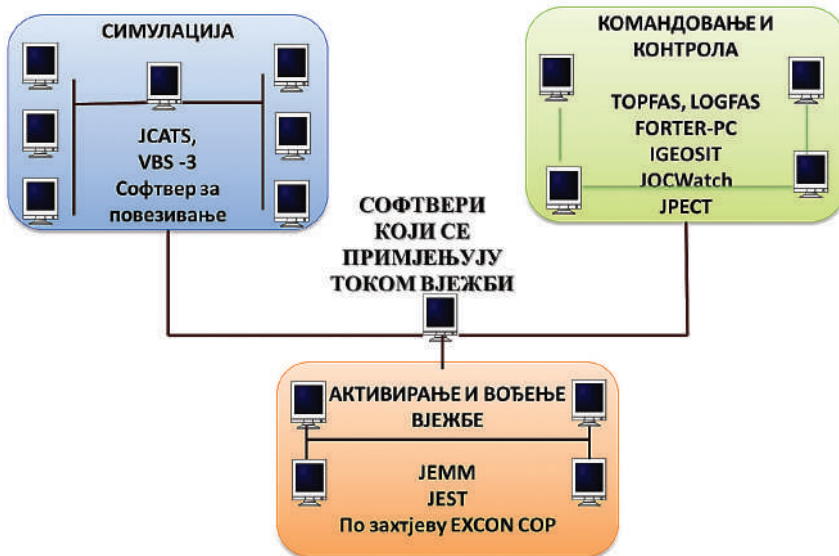 СИМУЛАЦИЈА
JCATS,
VBS -3
Софтвер за
повезивање
КОМАНДОВАЊЕ И
КОНТРОЛА
TOPFAS, LOGFAS
FORTER-PC
IGEOSIT
JOCWatch
JPECT
СОФТВЕРИ
КОЈИ СЕ
ПРИМЈЕЊУЈУ
ТОКОМ ВЈЕЖБИ
АКТИВИРАЊЕ И ВОЂЕЊЕ
ВЈЕЖБЕ
JEMM
JEST
По захтјеву EXCON COP